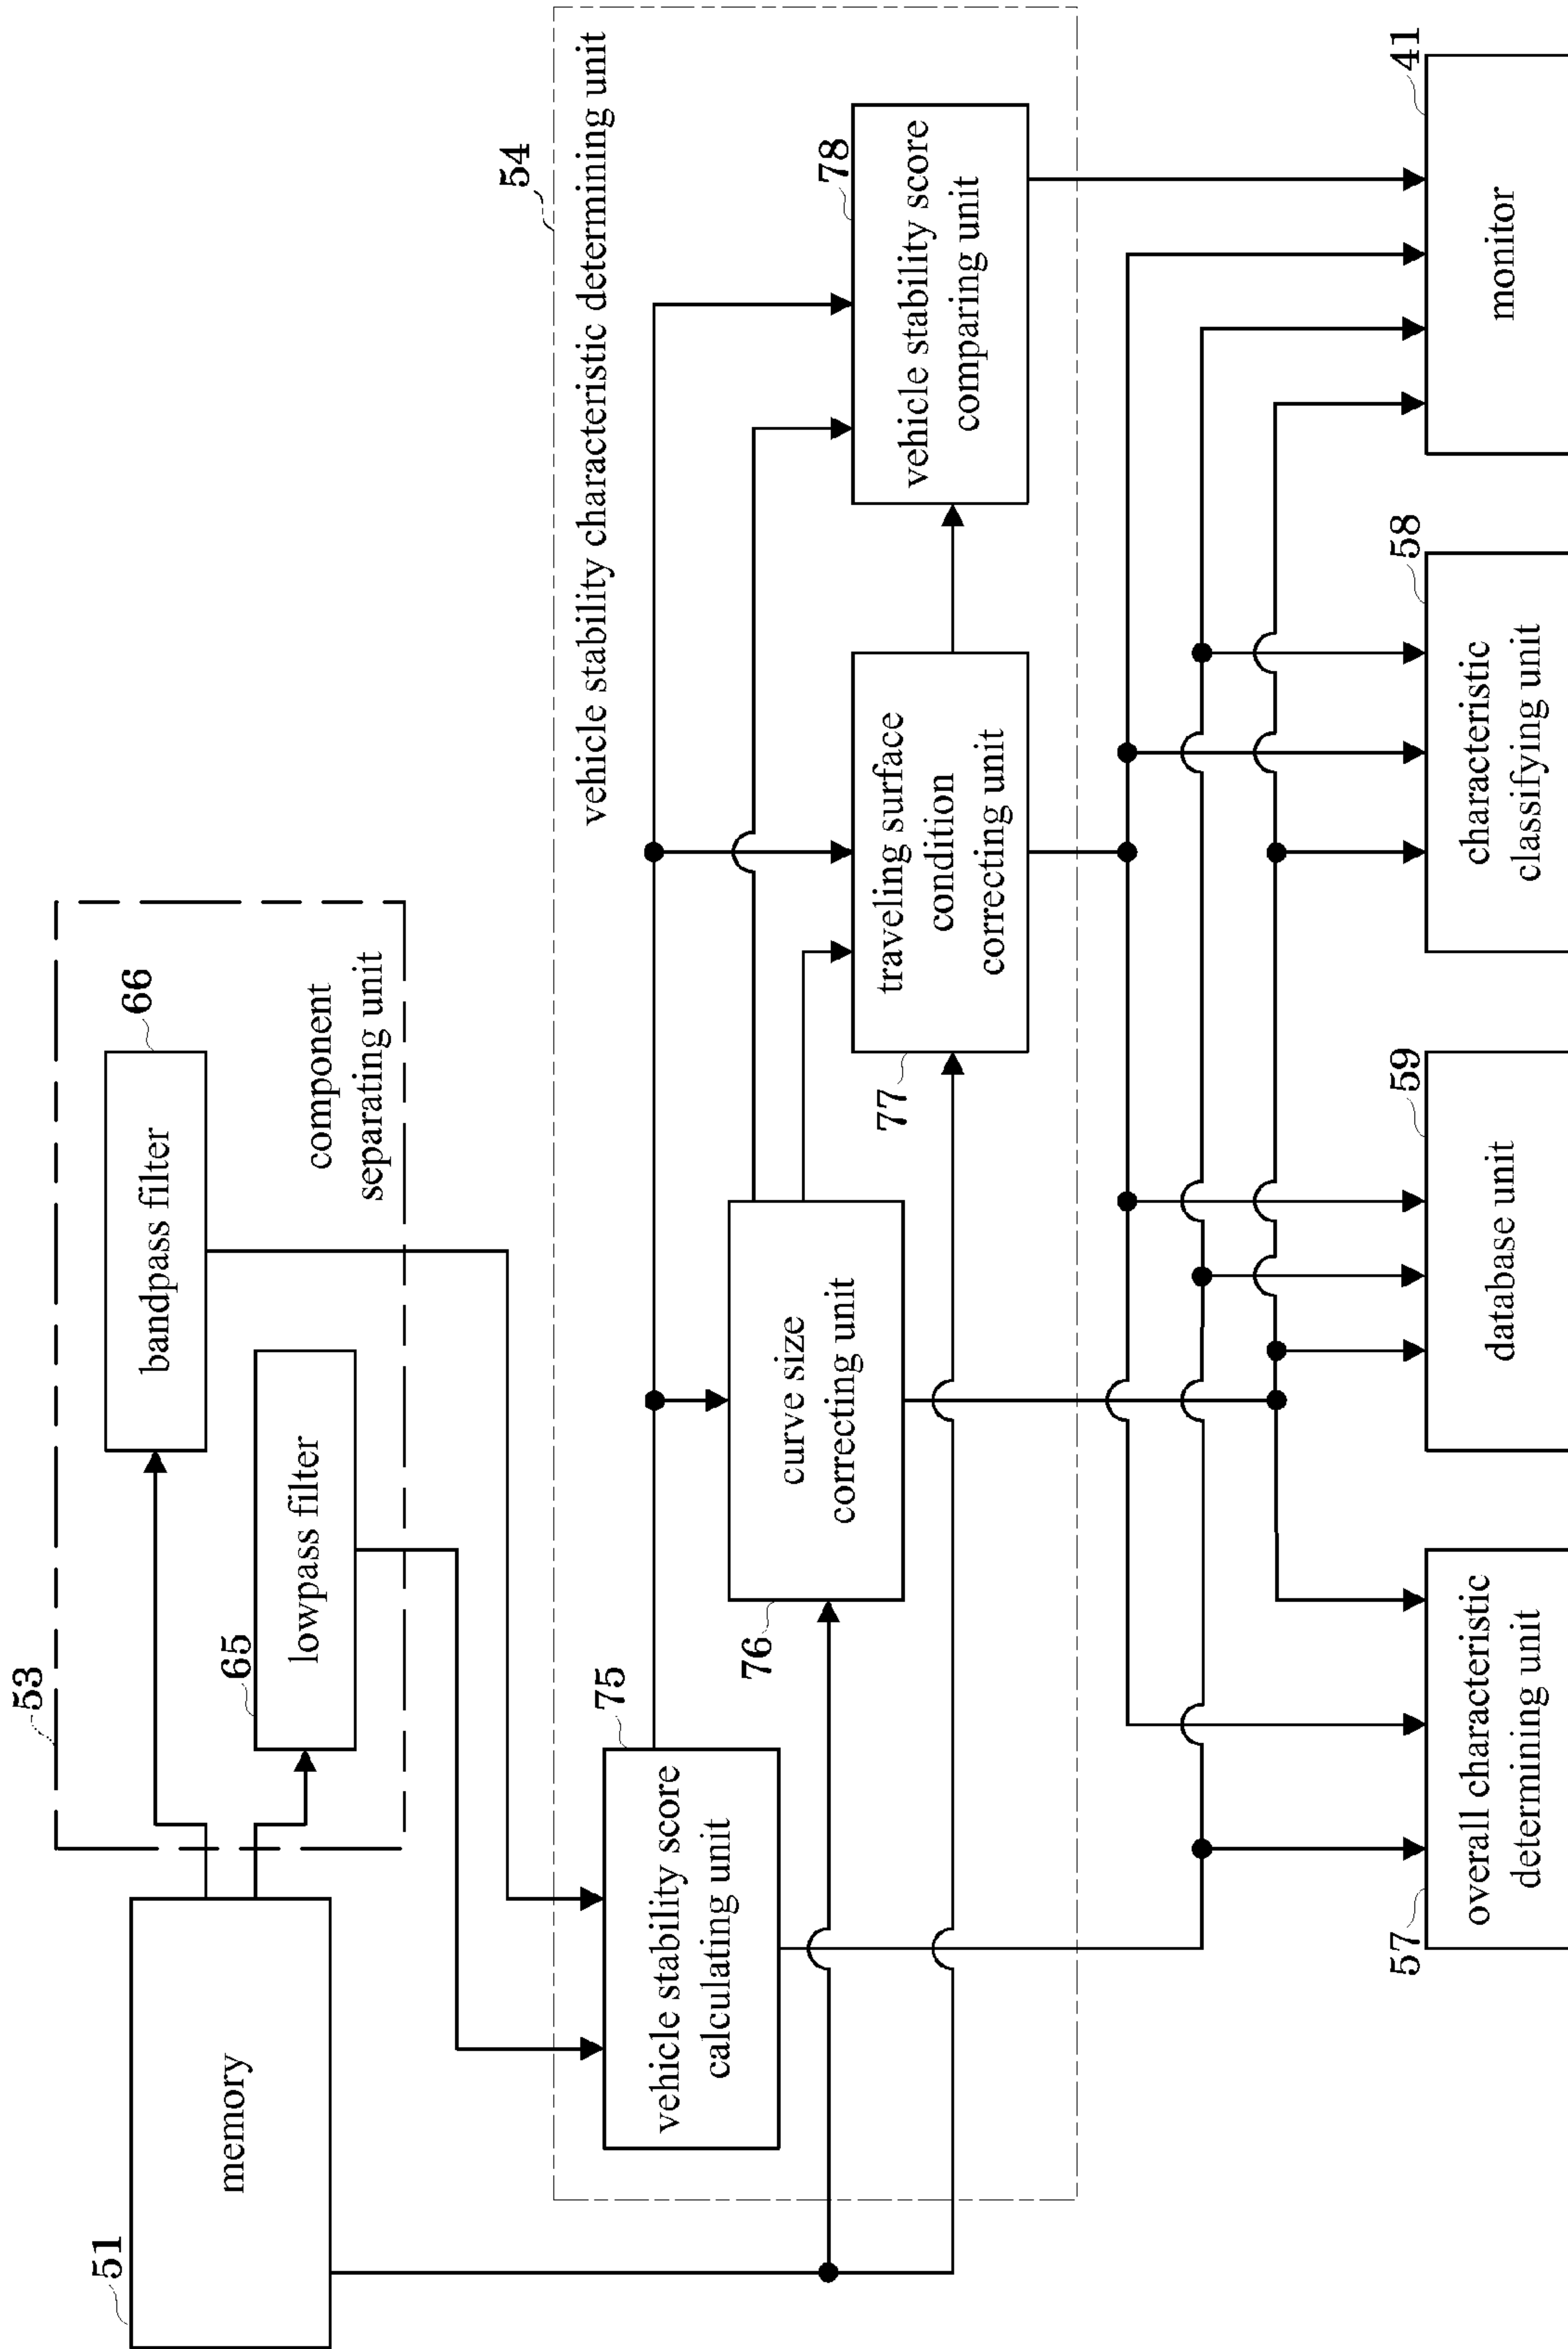 51
memory
53
66
bandpass filter
65
lowpass filter
component
separating unit
54
vehicle stability characteristic determining unit
75
vehicle stability score
calculating unit
76
curve size
correcting unit
77
traveling surface
condition
correcting unit
78
vehicle stability score
comparing unit
57
overall characteristic
determining unit
59
database unit
58
characteristic
classifying unit
41
monitor